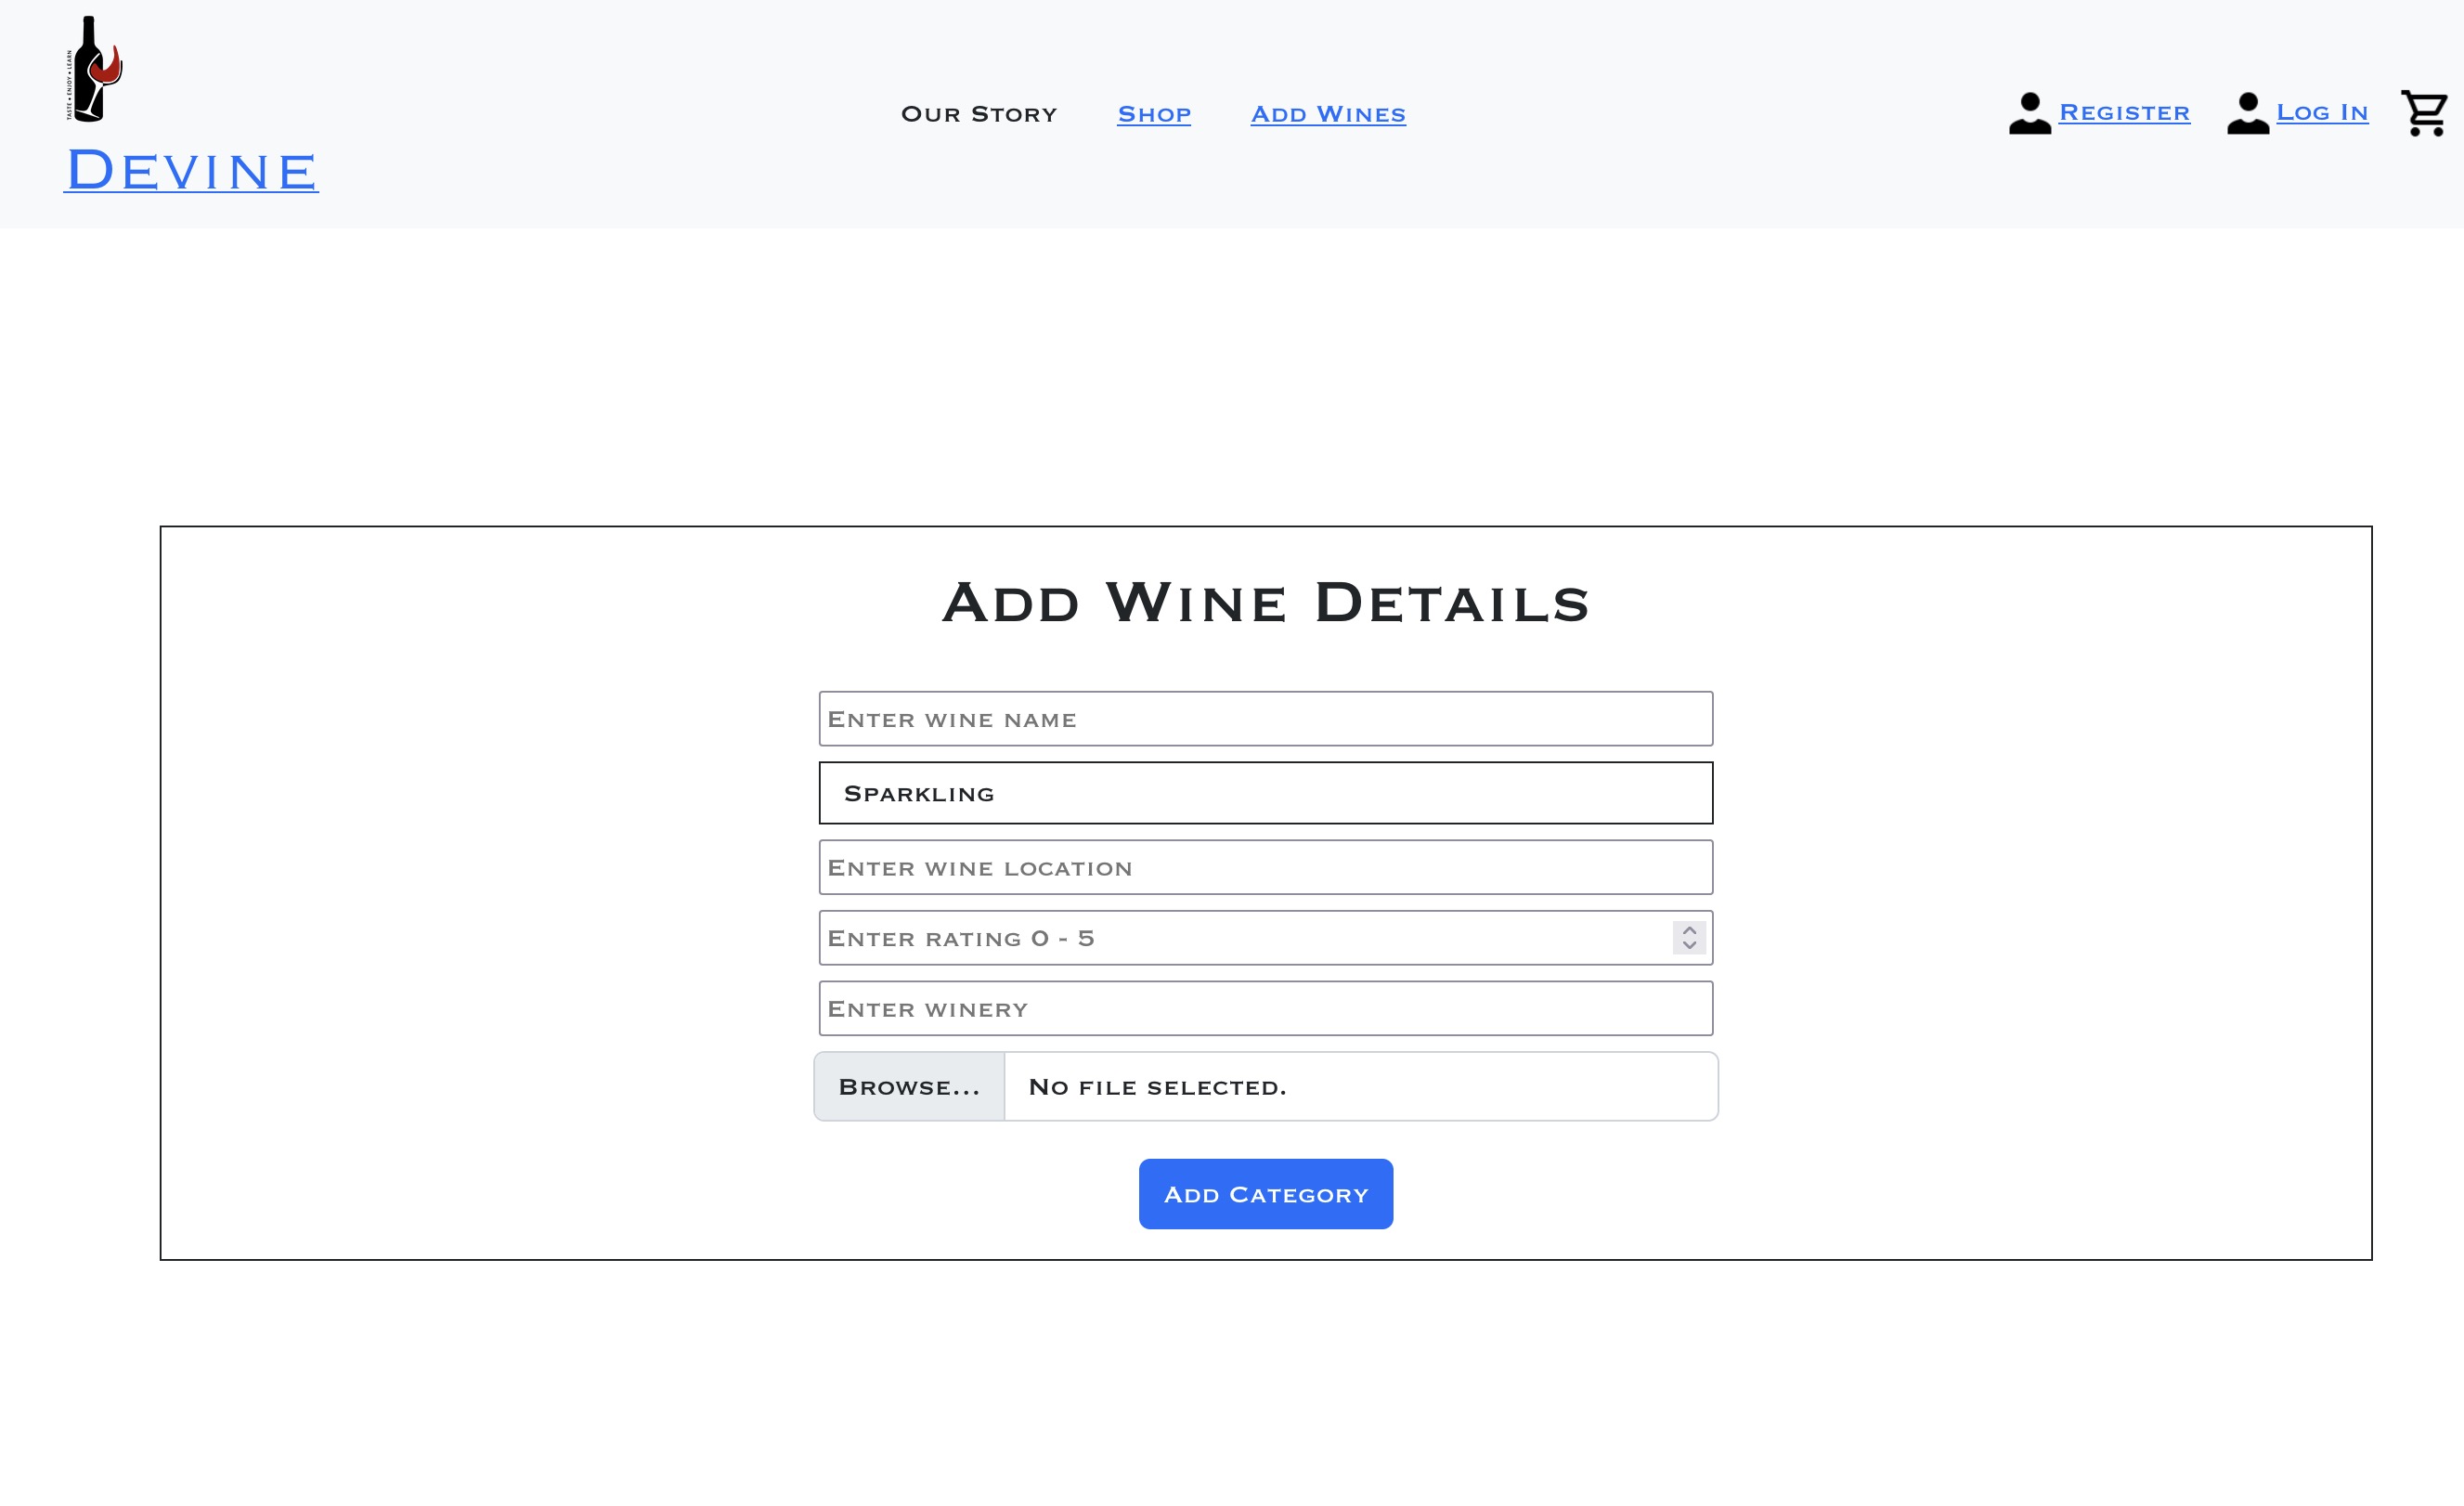 TASTE • ENJOY • LEARN
Devine
Our Story
Shop
Add Wines
Register
Log In
Add Wine Details
Enter wine name
Sparkling
Enter wine location
Enter rating 0 - 5
Enter winery
Browse... No file selected.
Add Category